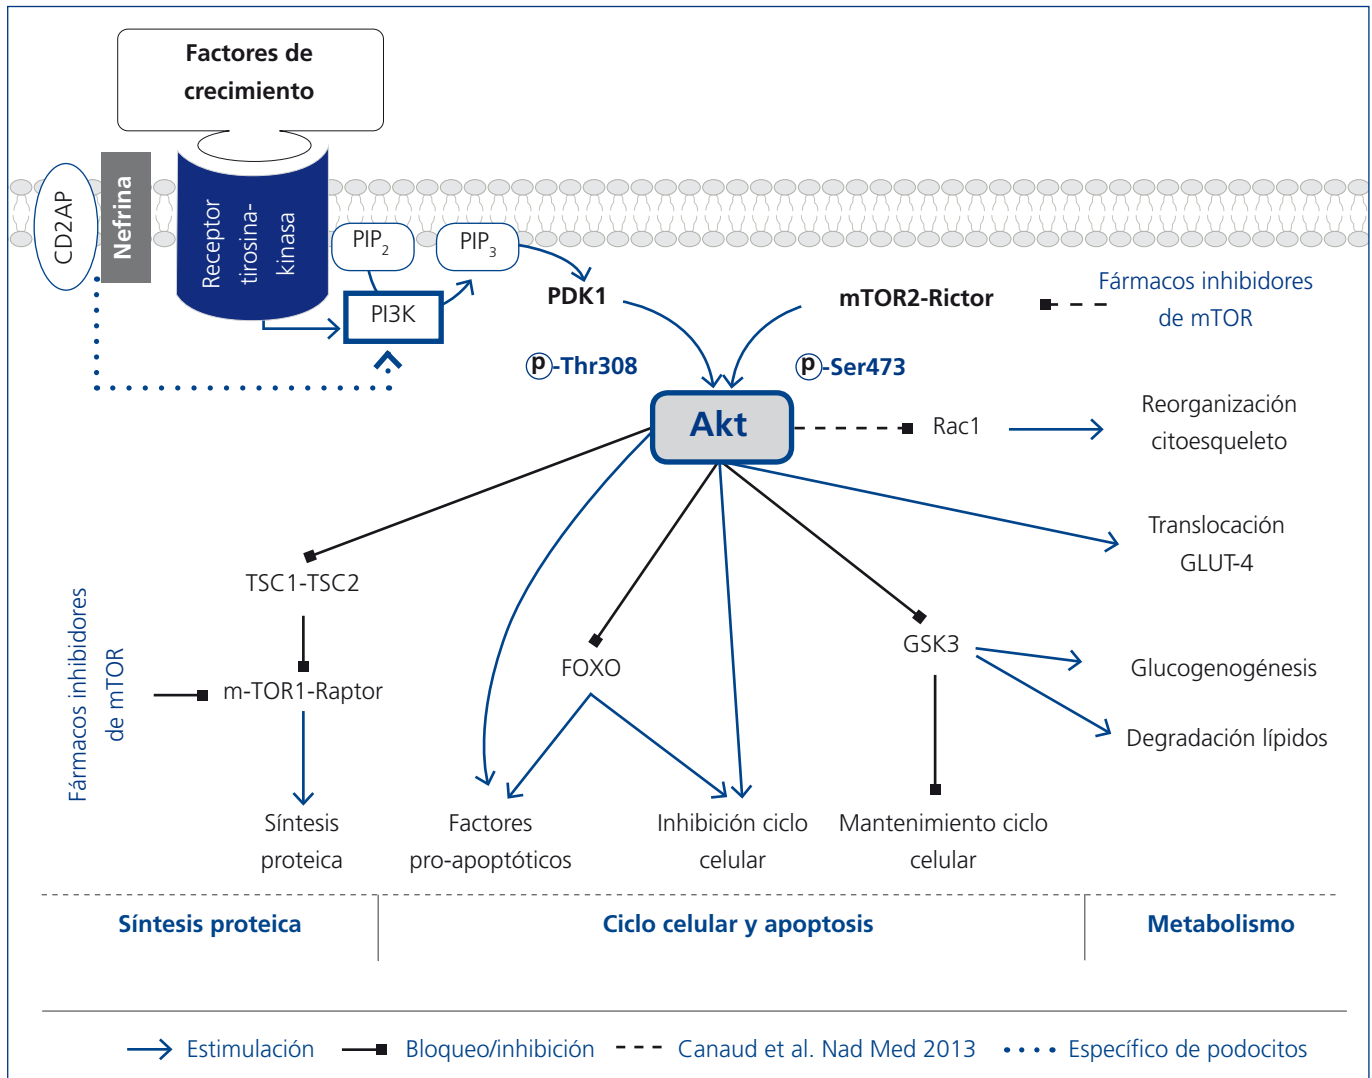 Factores de
crecimiento
CD2AP
Nefrina
Receptor
tirosina-
kinasa
PIP2
PIP3
PI3K
PDK1
mTOR2-Rictor
Fármacos inhibidores
de mTOR
p-Thr308
p-Ser473
Akt
Rac1
Reorganización
citoesqueleto
Translocación
GLUT-4
TSC1-TSC2
Fármacos inhibidores
de mTOR
m-TOR1-Raptor
FOXO
GSK3
Glucogenogénesis
Degradación lípidos
Síntesis
proteica
Factores
pro-apoptóticos
Inhibición ciclo
celular
Mantenimiento ciclo
celular
Síntesis proteica
Ciclo celular y apoptosis
Metabolismo
Estimulación
Bloqueo/inhibición
Canaud et al. Nad Med 2013
Específico de podocitos